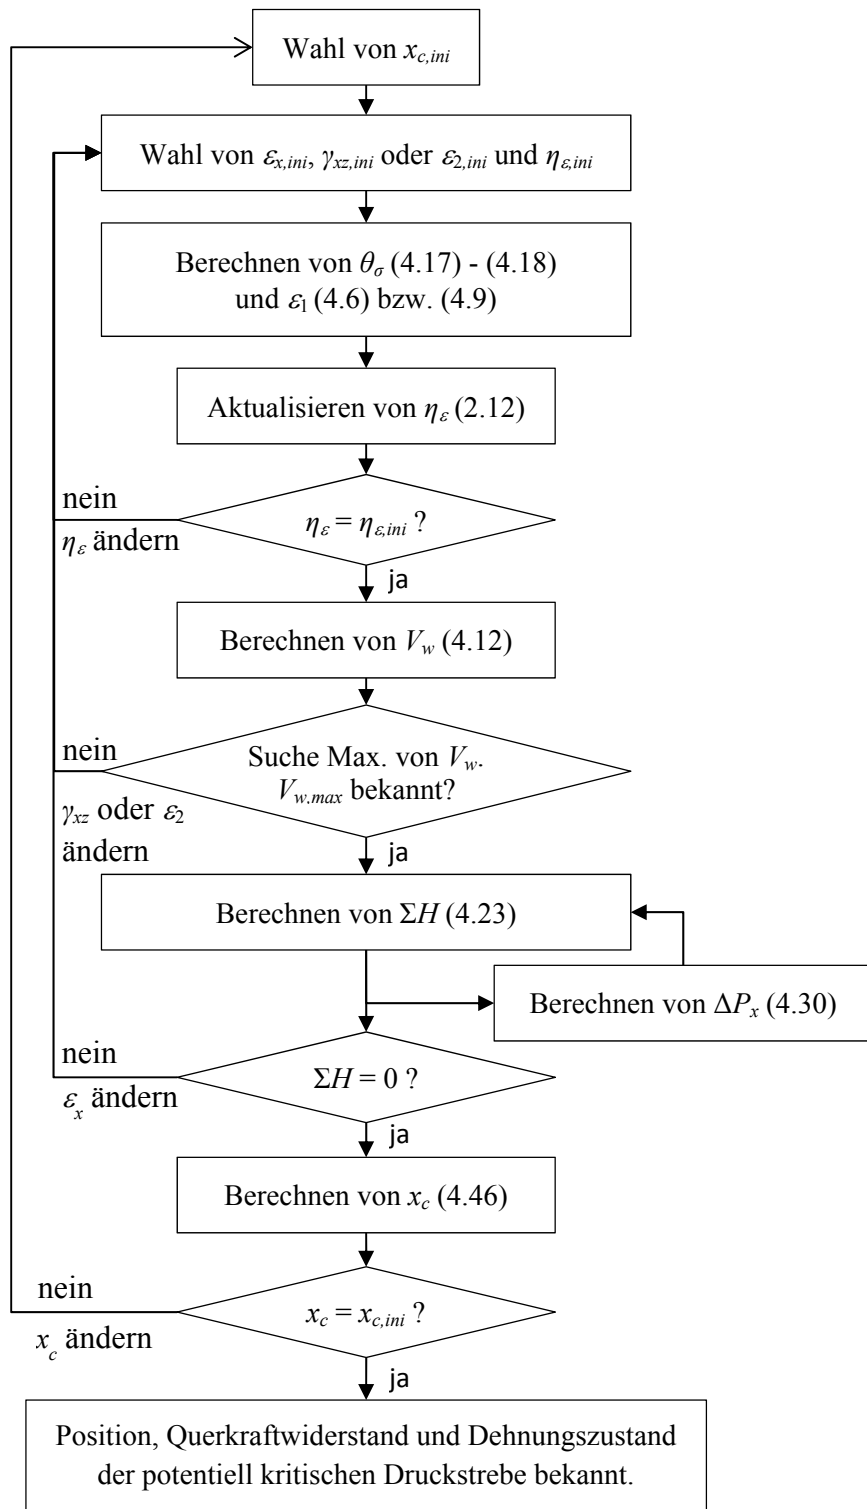 Wahl von x_{c,ini}
Wahl von ε_{x,ini}, γ_{xz,ini} oder ε_{2,ini} und η_{ε,ini}
Berechnen von θ_σ (4.17) - (4.18)
und ε_1 (4.6) bzw. (4.9)
Aktualisieren von η_ε (2.12)
nein
η_ε ändern
η_ε = η_{ε,ini} ?
ja
Berechnen von V_w (4.12)
nein
γ_{xz} oder ε_2
ändern
Suche Max. von V_w.
V_{w,max} bekannt?
ja
Berechnen von ΣH (4.23)
Berechnen von ΔP_x (4.30)
nein
ε_x ändern
ΣH = 0 ?
ja
Berechnen von x_c (4.46)
nein
x_c ändern
x_c = x_{c,ini} ?
ja
Position, Querkraftwiderstand und Dehnungszustand
der potentiell kritischen Druckstrebe bekannt.